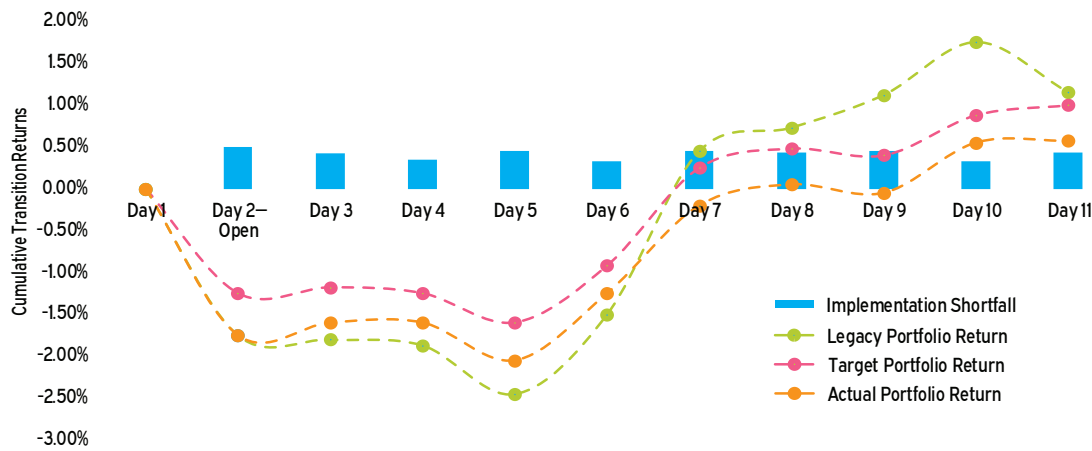 2.00%
1.50%
1.00%
0.50%
0.00%
-0.50%
-1.00%
-1.50%
-2.00%
-2.50%
-3.00%
Cumulative Transition Returns
Day 1
Day 2—
Open
Day 3
Day 4
Day 5
Day 6
Day 7
Day 8
Day 9
Day 10
Day 11
Implementation Shortfall
Legacy Portfolio Return
Target Portfolio Return
Actual Portfolio Return